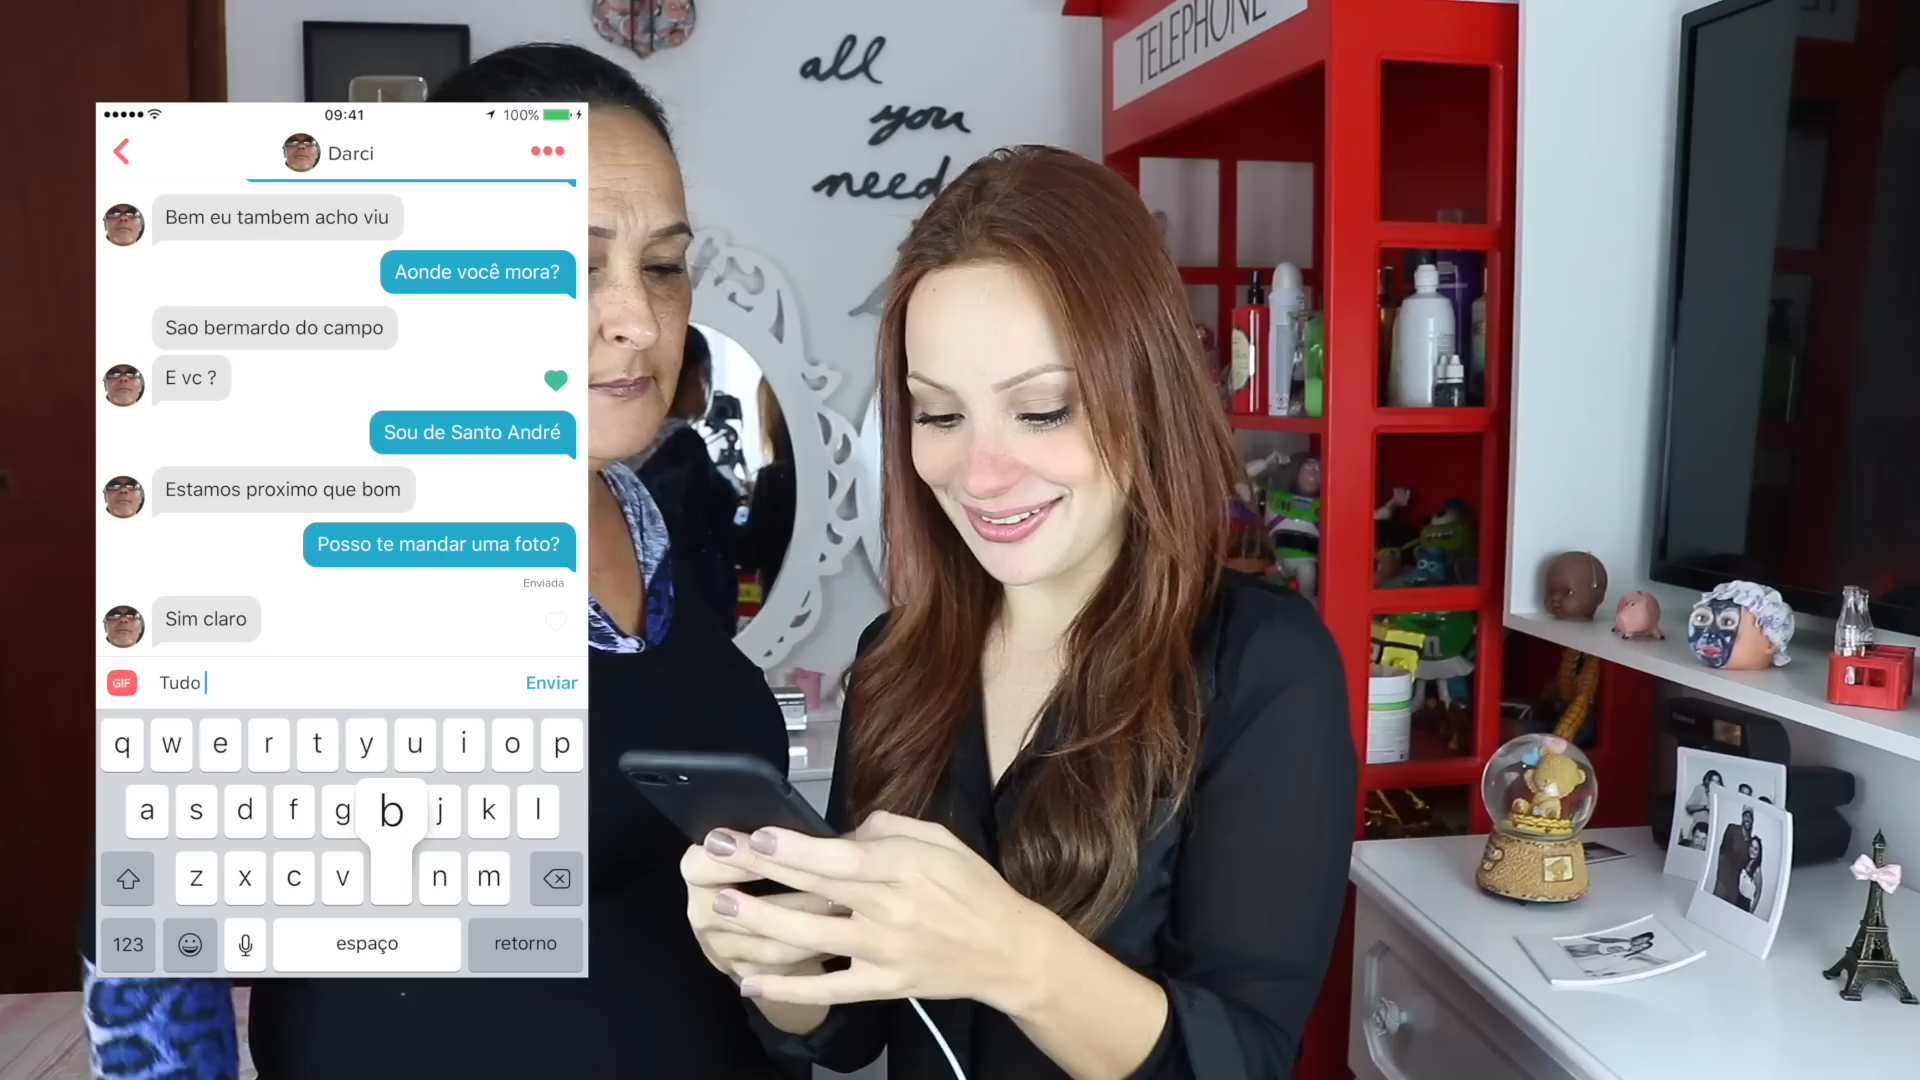 all
you
need
TELEPHONE
09:41
100%
Darci
Bem eu tambem acho viu
Aonde você mora?
Sao bermardo do campo
E vc ?
Sou de Santo André
Estamos proximo que bom
Posso te mandar uma foto?
Enviada
Sim claro
GIF Tudo Enviar
q w e r t y u i o p
a s d f g b j k l
z x c v n m
123 espaço retorno